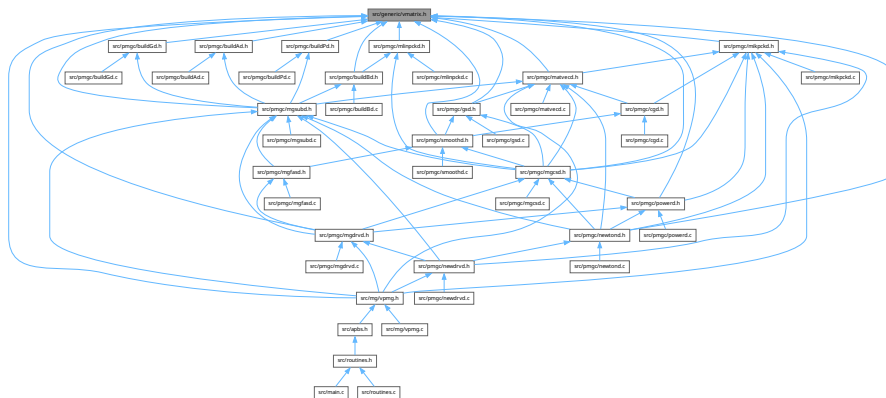 src/generic/vmatrix.h
src/pmgc/buildGd.h
src/pmgc/buildAd.h
src/pmgc/buildPd.h
src/pmgc/mlinpckd.h
src/pmgc/mikpckd.h
src/pmgc/buildGd.c
src/pmgc/buildAd.c
src/pmgc/buildPd.c
src/pmgc/buildBd.h
src/pmgc/mlinpckd.c
src/pmgc/matvecd.h
src/pmgc/mikpckd.c
src/pmgc/mgsubd.h
src/pmgc/buildBd.c
src/pmgc/gsd.h
src/pmgc/matvecd.c
src/pmgc/cgd.h
src/pmgc/mgsubd.c
src/pmgc/smoothd.h
src/pmgc/gsd.c
src/pmgc/cgd.c
src/pmgc/mgfasd.h
src/pmgc/smoothd.c
src/pmgc/mgcsd.h
src/pmgc/mgfasd.c
src/pmgc/mgcsd.c
src/pmgc/powerd.h
src/pmgc/mgdrvd.h
src/pmgc/newtond.h
src/pmgc/powerd.c
src/pmgc/mgdrvd.c
src/pmgc/newdrvd.h
src/pmgc/newtond.c
src/mg/vpmg.h
src/pmgc/newdrvd.c
src/apbs.h
src/mg/vpmg.c
src/routines.h
src/main.c
src/routines.c